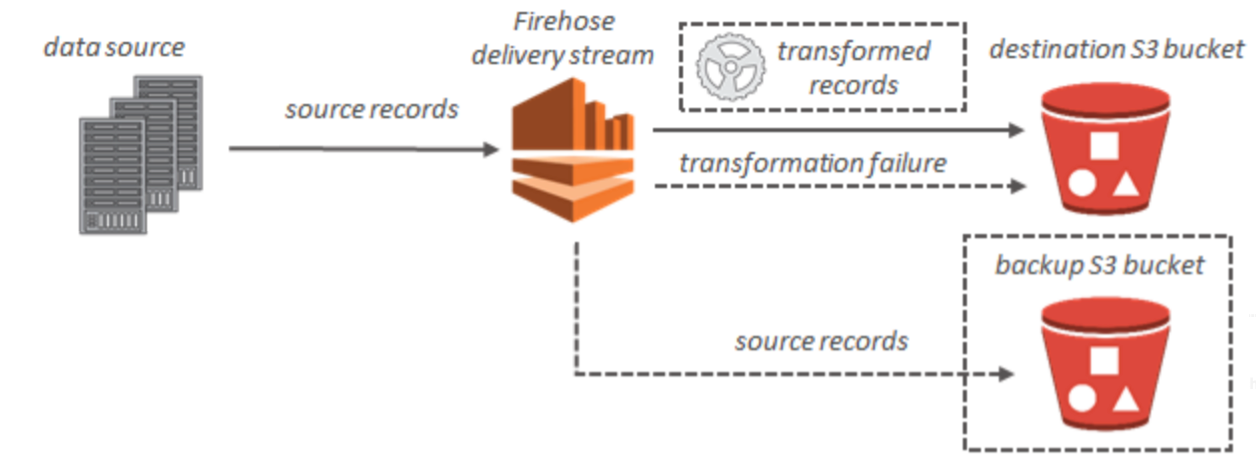 data source
source records
Firehose
delivery stream
transformed
records
destination S3 bucket
transformation failure
backup S3 bucket
source records